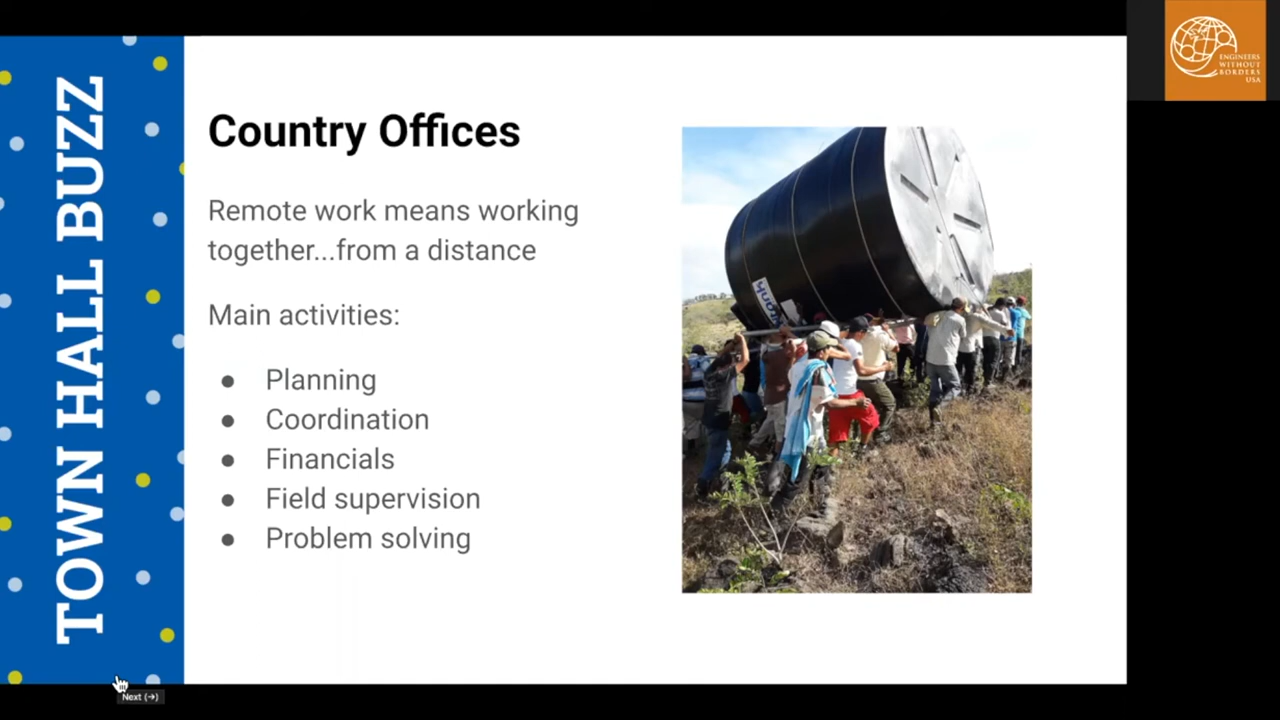 TOWN HALL BUZZ
Country Offices
Remote work means working
together...from a distance
Main activities:
● Planning
● Coordination
● Financials
● Field supervision
● Problem solving
ENGINEERS
WITHOUT
BORDERS
USA
Next (→)